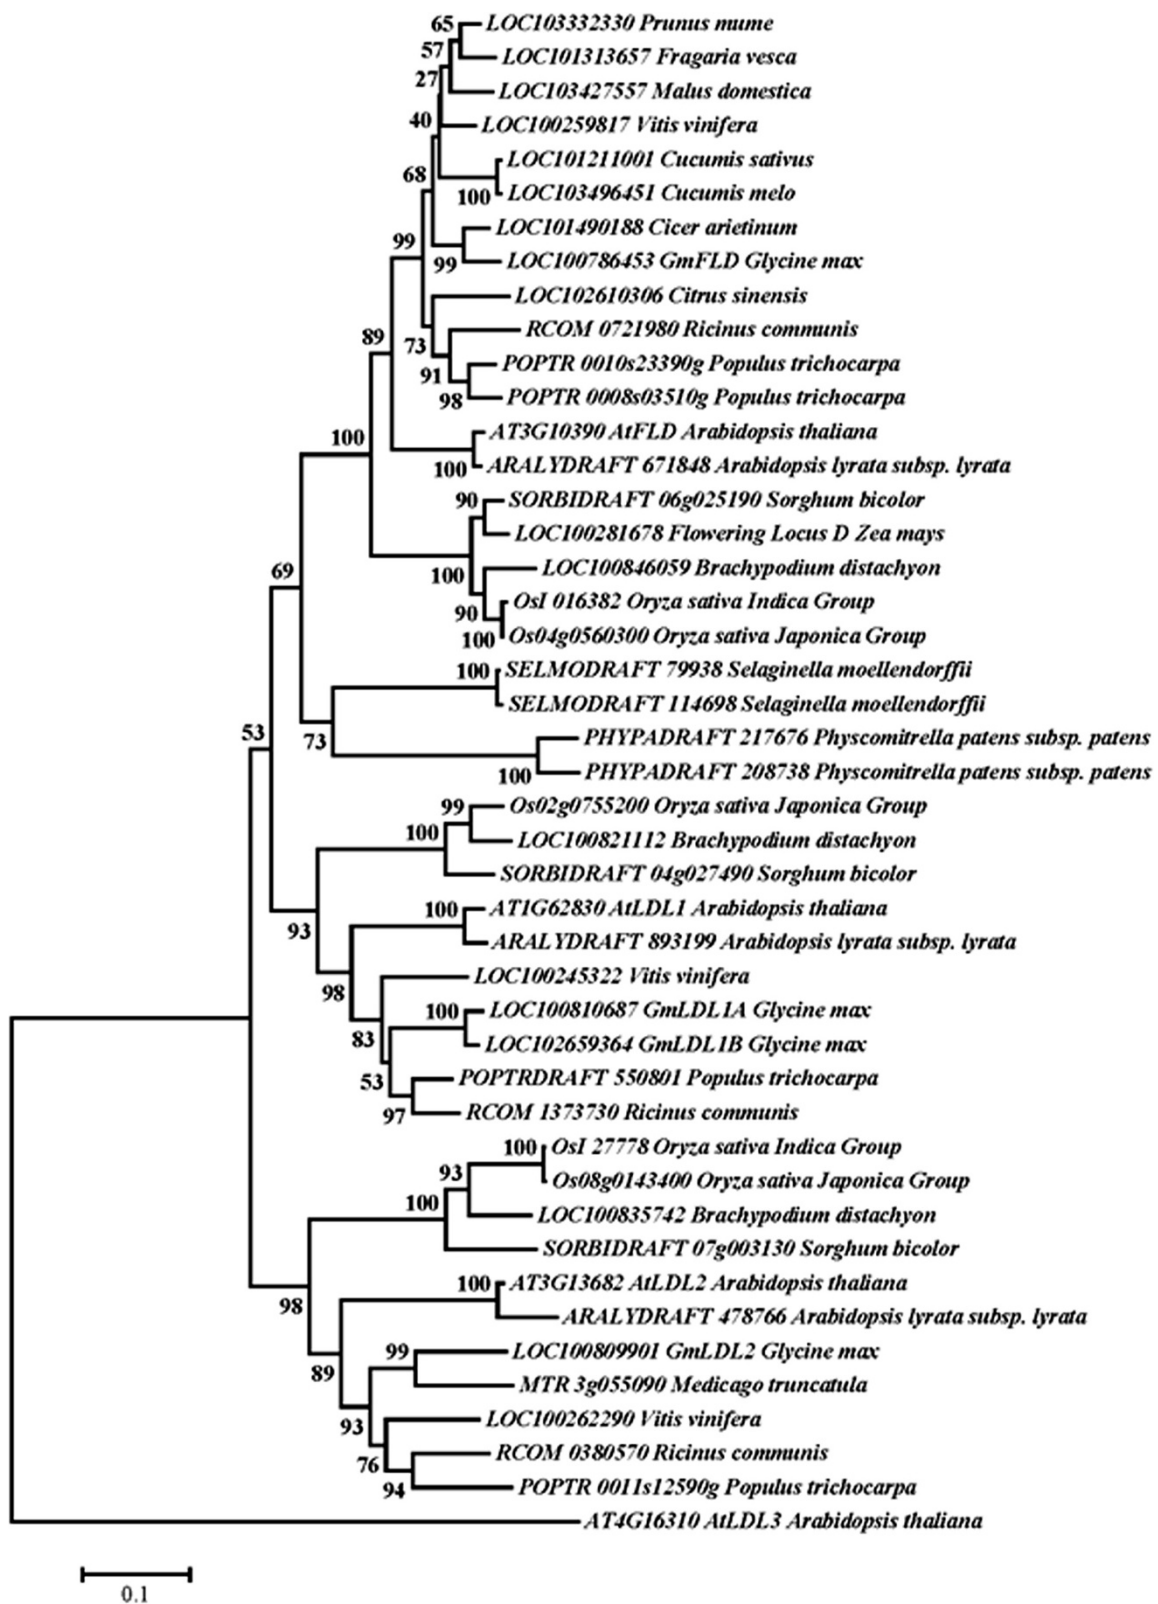 65 LOC103332330 Prunus mume
57 LOC101313657 Fragaria vesca
27 LOC103427557 Malus domestica
40 LOC100259817 Vitis vinifera
LOC101211001 Cucumis sativus
68
100 LOC103496451 Cucumis melo
LOC101490188 Cicer arietinum
99
99 LOC100786453 GmFLD Glycine max
LOC102610306 Citrus sinensis
RCOM 0721980 Ricinus communis
89 73
POPTR 0010s23390g Populus trichocarpa
91
98 POPTR 0008s03510g Populus trichocarpa
100 AT3G10390 AtFLD Arabidopsis thaliana
100 ARALYDRAFT 671848 Arabidopsis lyrata subsp. lyrata
90 SORBIDRAFT 06g025190 Sorghum bicolor
LOC100281678 Flowering Locus D Zea mays
69 100 LOC100846059 Brachypodium distachyon
90 OsI 016382 Oryza sativa Indica Group
100 Os04g0560300 Oryza sativa Japonica Group
100 SELMODRAFT 79938 Selaginella moellendorffii
SELMODRAFT 114698 Selaginella moellendorffii
53 73 PHYPADRAFT 217676 Physcomitrella patens subsp. patens
100 PHYPADRAFT 208738 Physcomitrella patens subsp. patens
99 Os02g0755200 Oryza sativa Japonica Group
100 LOC100821112 Brachypodium distachyon
SORBIDRAFT 04g027490 Sorghum bicolor
93 100 AT1G62830 AtLDL1 Arabidopsis thaliana
ARALYDRAFT 893199 Arabidopsis lyrata subsp. lyrata
98 LOC100245322 Vitis vinifera
100 LOC100810687 GmLDL1A Glycine max
83 LOC102659364 GmLDL1B Glycine max
53 POPTRDRAFT 550801 Populus trichocarpa
97 RCOM 1373730 Ricinus communis
100 OsI 27778 Oryza sativa Indica Group
93 Os08g0143400 Oryza sativa Japonica Group
100 LOC100835742 Brachypodium distachyon
SORBIDRAFT 07g003130 Sorghum bicolor
98 100 AT3G13682 AtLDL2 Arabidopsis thaliana
ARALYDRAFT 478766 Arabidopsis lyrata subsp. lyrata
89 99 LOC100809901 GmLDL2 Glycine max
MTR 3g055090 Medicago truncatula
93 LOC100262290 Vitis vinifera
76 RCOM 0380570 Ricinus communis
94 POPTR 0011s12590g Populus trichocarpa
AT4G16310 AtLDL3 Arabidopsis thaliana
0.1